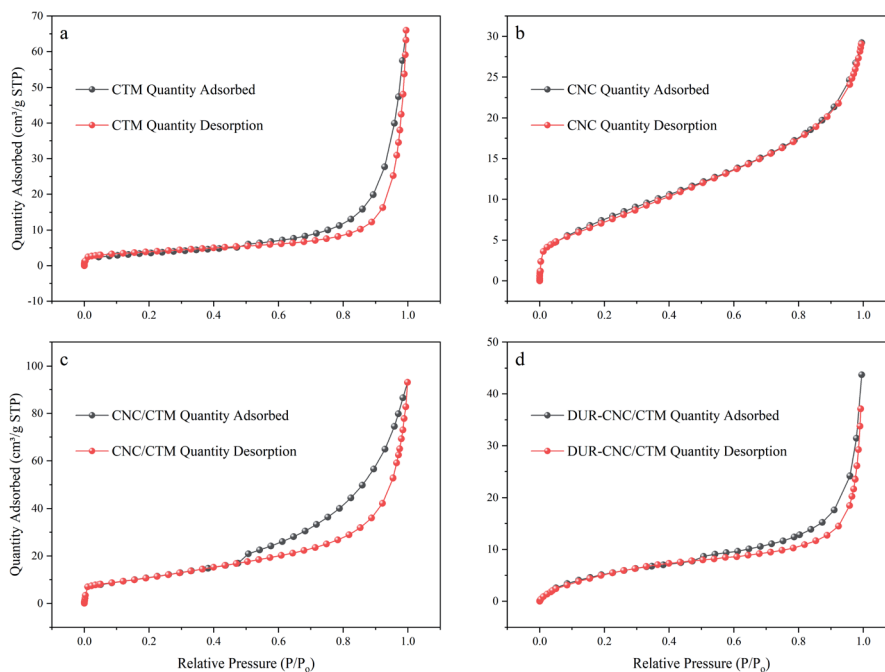 a
CTM Quantity Adsorbed
CTM Quantity Desorption
Quantity Adsorbed (cm³/g STP)
70
60
50
40
30
20
10
0
-10
0.0 0.2 0.4 0.6 0.8 1.0
b
CNC Quantity Adsorbed
CNC Quantity Desorption
30
25
20
15
10
5
0
0.0 0.2 0.4 0.6 0.8 1.0
c
CNC/CTM Quantity Adsorbed
CNC/CTM Quantity Desorption
Quantity Adsorbed (cm³/g STP)
100
80
60
40
20
0
0.0 0.2 0.4 0.6 0.8 1.0
Relative Pressure (P/Pₒ)
d
DUR-CNC/CTM Quantity Adsorbed
DUR-CNC/CTM Quantity Desorption
50
40
30
20
10
0
0.0 0.2 0.4 0.6 0.8 1.0
Relative Pressure (P/Pₒ)